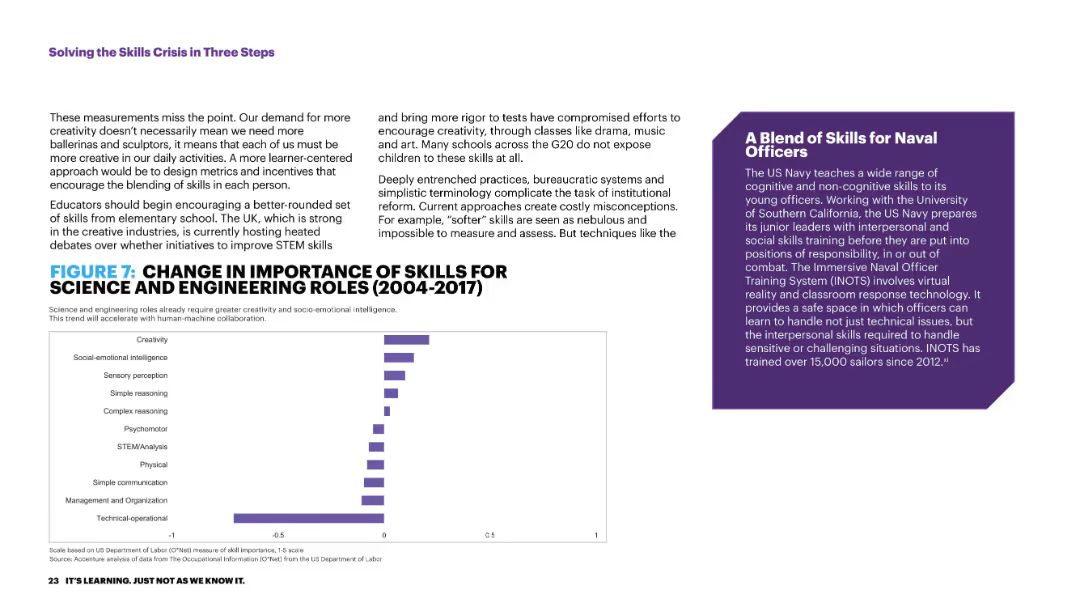 Solving the Skills Crisis in Three Steps
These measurements miss the point. Our demand for more
creativity doesn't necessarily mean we need more
ballerinas and sculptors, it means that each of us must be
more creative in our daily activities. A more learner-centered
approach would be to design metrics and incentives that
encourage the blending of skills in each person.
Educators should begin encouraging a better-rounded set
of skills from elementary school. The UK, which is strong
in the creative industries, is currently hosting heated
debates over whether initiatives to improve STEM skills
and bring more rigor to tests have compromised efforts to
encourage creativity, through classes like drama, music
and art. Many schools across the G20 do not expose
children to these skills at all.
Deeply entrenched practices, bureaucratic systems and
simplistic terminology complicate the task of institutional
reform. Current approaches create costly misconceptions.
For example, “softer” skills are seen as nebulous and
impossible to measure and assess. But techniques like the
A Blend of Skills for Naval
Officers
The US Navy teaches a wide range of
cognitive and non-cognitive skills to its
young officers. Working with the University
of Southern California, the US Navy prepares
its junior leaders with interpersonal and
social skills training before they are put into
positions of responsibility, in or out of
combat. The Immersive Naval Officer
Training System (INOTS) involves virtual
reality and classroom response technology. It
provides a safe space in which officers can
learn to handle not just technical issues, but
the interpersonal skills required to handle
sensitive or challenging situations. INOTS has
trained over 15,000 sailors since 2012.
FIGURE 7: CHANGE IN IMPORTANCE OF SKILLS FOR
SCIENCE AND ENGINEERING ROLES (2004-2017)
Science and engineering roles already require greater creativity and socio-emotional intelligence.
This trend will accelerate with human-machine collaboration.
Creativity
Social-emotional intelligence
Sensory perception
Simple reasoning
Complex reasoning
Psychomotor
STEM/Analysis
Physical
Simple communication
Management and Organization
Technical-operational
-1 -0.5 0 0.5 1
Scale based on US Department of Labor (O*Net) measure of skill importance, 1-5 scale
Source: Accenture analysis of data from The Occupational Information (O*Net) from the US Department of Labor
23 IT'S LEARNING. JUST NOT AS WE KNOW IT.